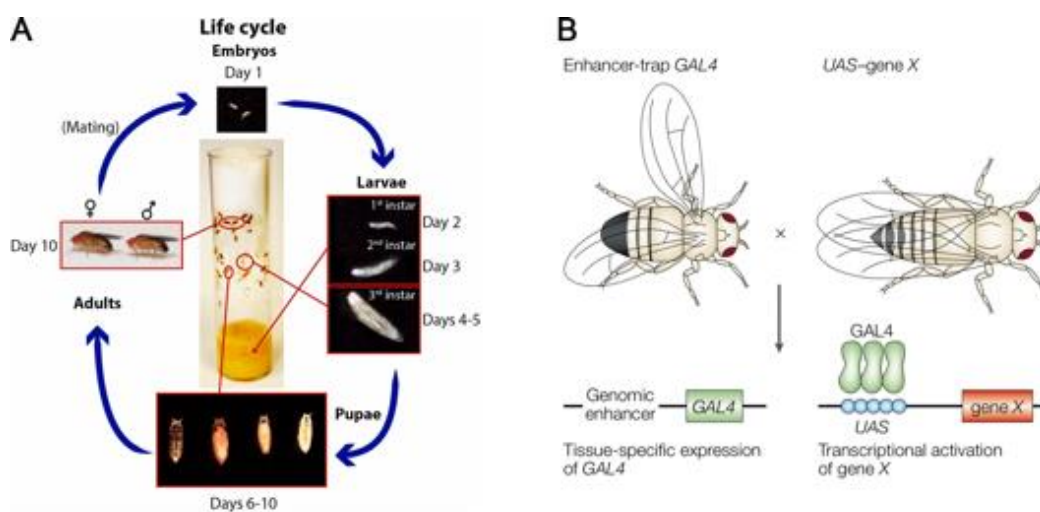 A
Life cycle
Embryos
Day 1
(Mating)
Larvae
1st instar
Day 2
2nd instar
Day 3
3rd instar
Days 4-5
♀ ♂
Day 10
Adults
Pupae
Days 6-10
B
Enhancer-trap GAL4
UAS–gene X
×
GAL4
Genomic
enhancer
GAL4
UAS
gene X
Tissue-specific expression
of GAL4
Transcriptional activation
of gene X